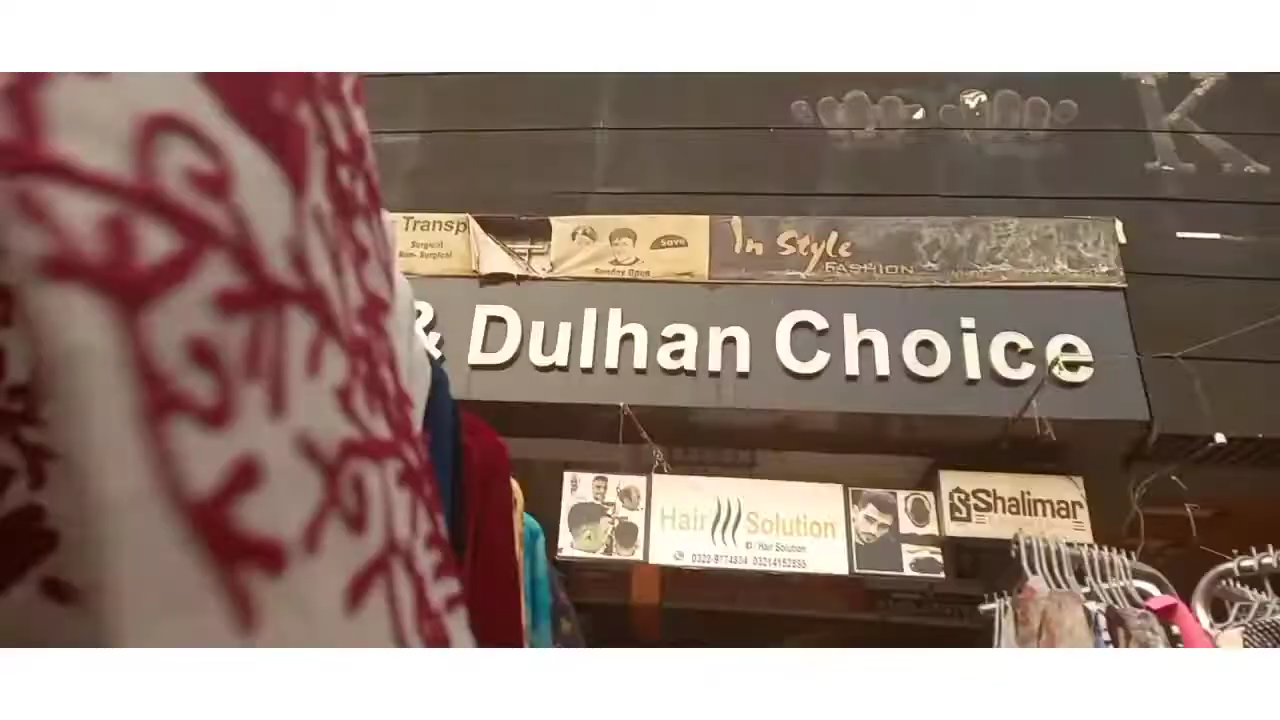 K
Transp
Surgical
Non- Surgical
Save
Sunday Open
In Style
FASHION
& Dulhan Choice
Hair Solution
/ Hair Solution
Shalimar